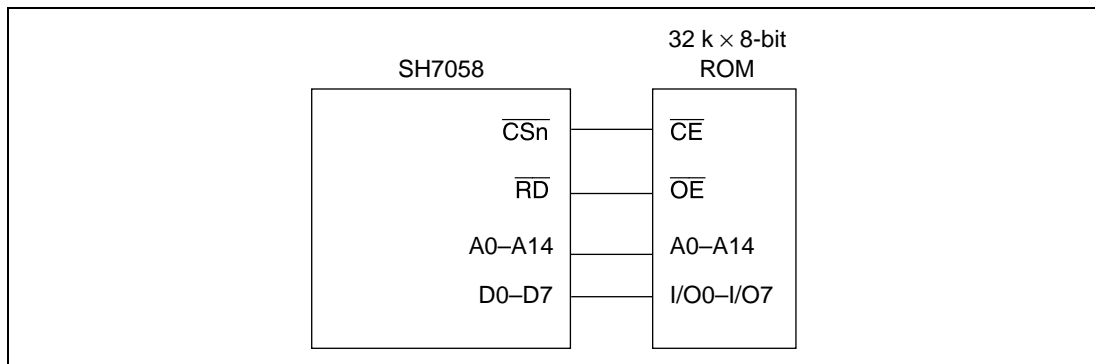 32 k × 8-bit
SH7058 ROM
CSn CE
RD OE
A0–A14 A0–A14
D0–D7 I/O0–I/O7